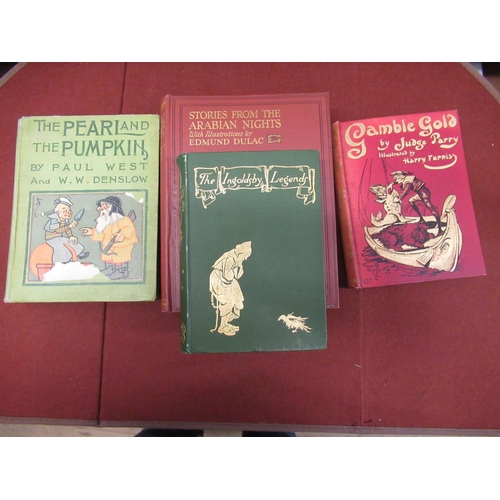 THE PEARL AND
THE PUMPKIN,
BY PAUL WEST
AND W. W. DENSLOW
STORIES FROM THE
ARABIAN NIGHTS
With Illustrations by
EDMUND DULAC
The Ingoldsby Legends
Gamble Gold
by Judge Parry
Illustrated by
Harry Furniss